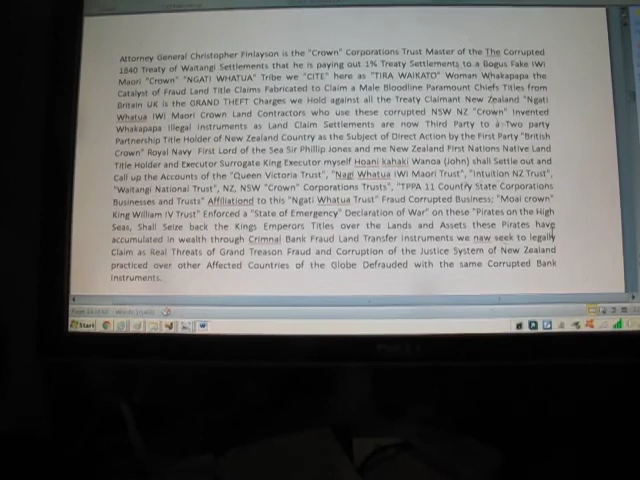 Attorney General Christopher Finlayson is the "Crown" Corporations Trust Master of the The Corrupted
1840 Treaty of Waitangi Settlements that he is paying out 1% Treaty Settlements to a Bogus Fake IWi
Maori "Crown" "NGATI WHATUA" Tribe we "CITE" here as "TIRA WAIKATO" Woman Whakapapa the
Catalyst of Fraud Land Title Claims Fabricated to Claim a Male Bloodline Paramount Chiefs Titles from
Britain UK is the GRAND THEFT Charges we Hold against all the Treaty Claimant New Zealand "Ngati
Whatua IWi Maori Crown Land Contractors who use these corrupted NSW NZ "Crown" Invented
Whakapapa Illegal Instruments as Land Claim Settlements are now Third Party to a Two party
Partnership Title Holder of New Zealand Country as the Subject of Direct Action by the First Party "British
Crown" Royal Navy First Lord of the Sea Sir Phillip Jones and me New Zealand First Nations Native Land
Title Holder and Executor Surrogate King Executor myself Hoani kahaki Wanoa (John) shall Settle out and
Call up the Accounts of the "Queen Victoria Trust", "Nagi Whatua IWi Maori Trust", "Intuition NZ Trust",
"Waitangi National Trust", NZ, NSW "Crown" Corporations Trusts", "TPPA 11 Country State Corporations
Businesses and Trusts" Affiliationd to this "Ngati Whatua Trust" Fraud Corrupted Business; "Moai crown"
King William IV Trust" Enforced a "State of Emergency" Declaration of War" on these "Pirates on the High
Seas, Shall Seize back the Kings Emperors Titles over the Lands and Assets these Pirates have
accumulated in wealth through Crimnal Bank Fraud Land Transfer instruments we naw seek to legally
Claim as Real Threats of Grand Treason Fraud and Corruption of the Justice System of New Zealand
practiced over other Affected Countries of the Globe Defrauded with the same Corrupted Bank
Instruments.
Start